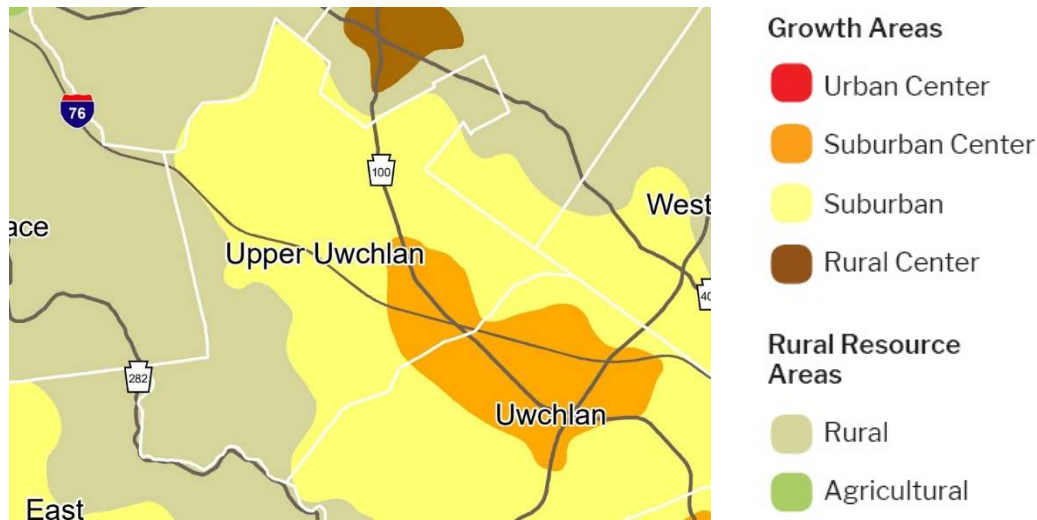 76
100
West
ace
Upper Uwchlan
40
282
Uwchlan
East
Growth Areas
Urban Center
Suburban Center
Suburban
Rural Center
Rural Resource
Areas
Rural
Agricultural